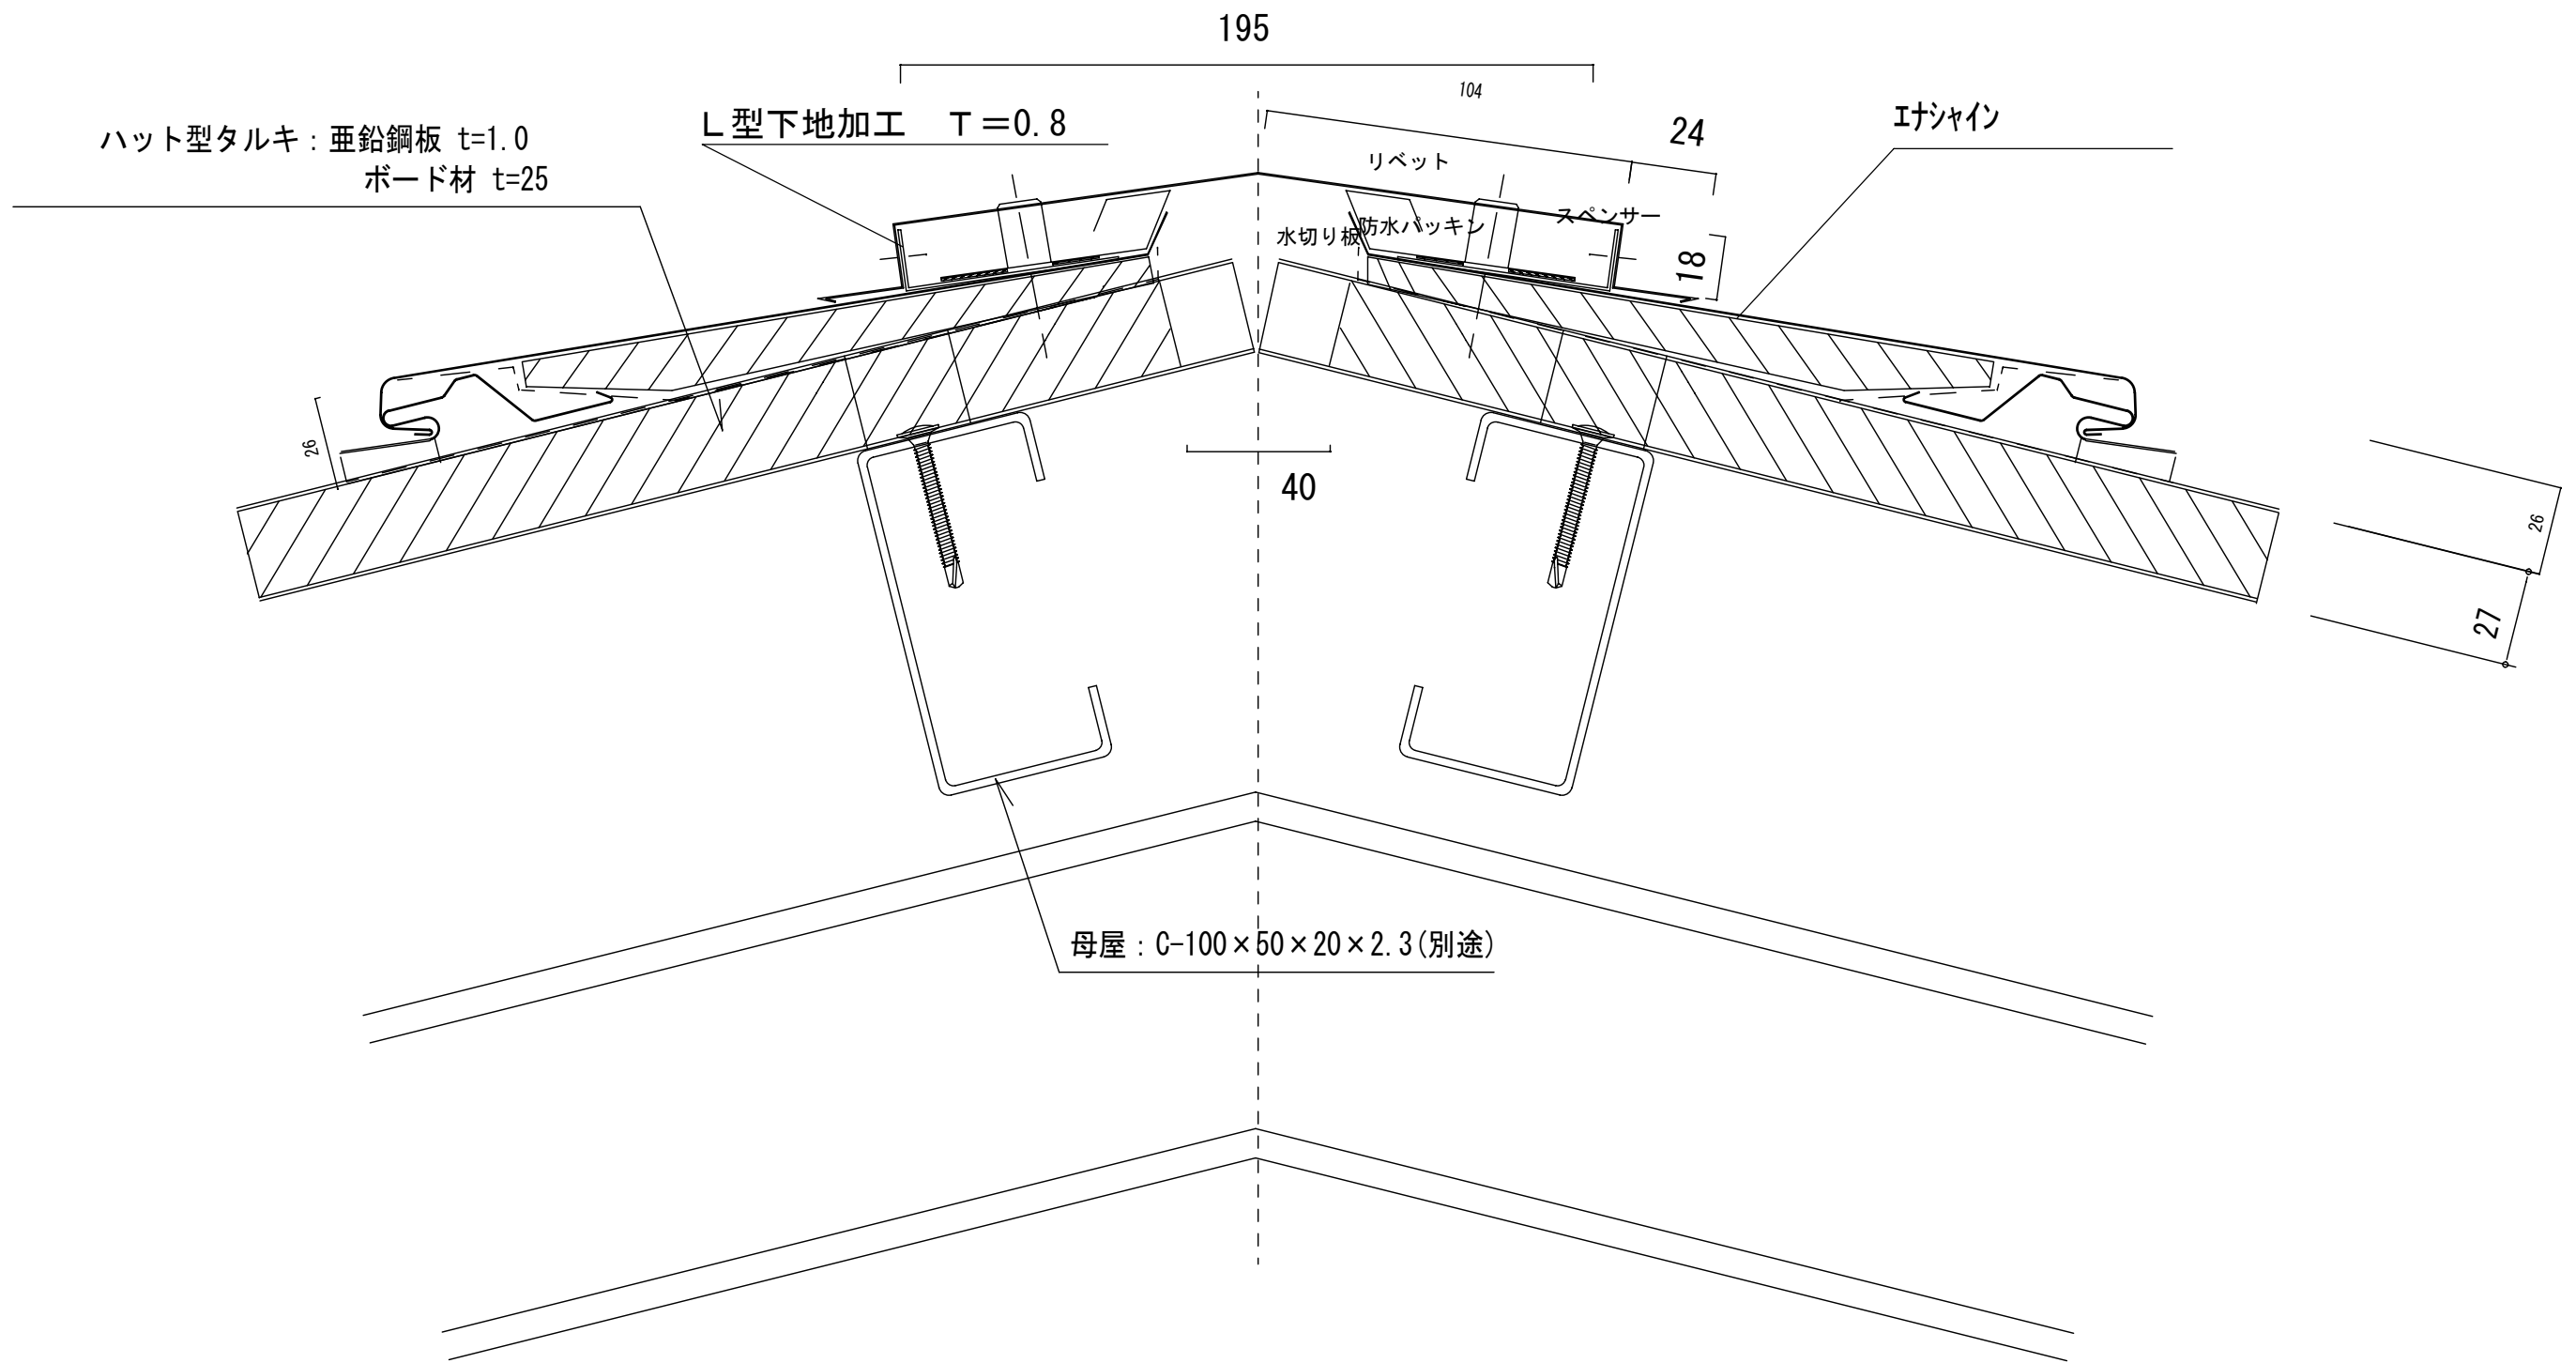 195
104
ハット型タルキ：亜鉛鋼板 t=1.0
ボード材 t=25
L型下地加工　T＝0.8
24
エナシャイン
リベット
スペンサー
防水パッキン
水切り板
18
26
40
26
27
母屋：C-100×50×20×2.3(別途)